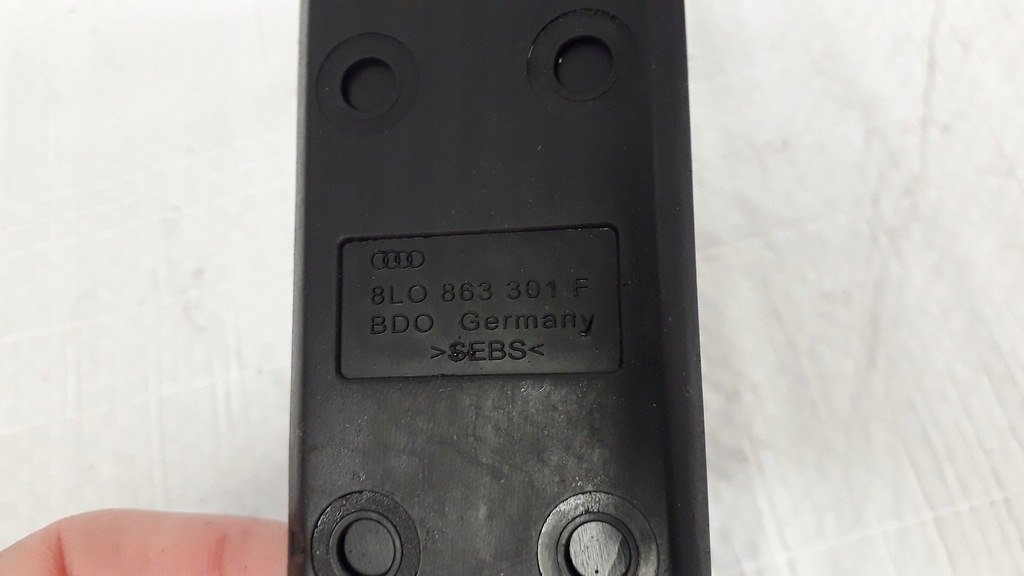 8L0 863 301 F
BDO Germany
>SEBS<